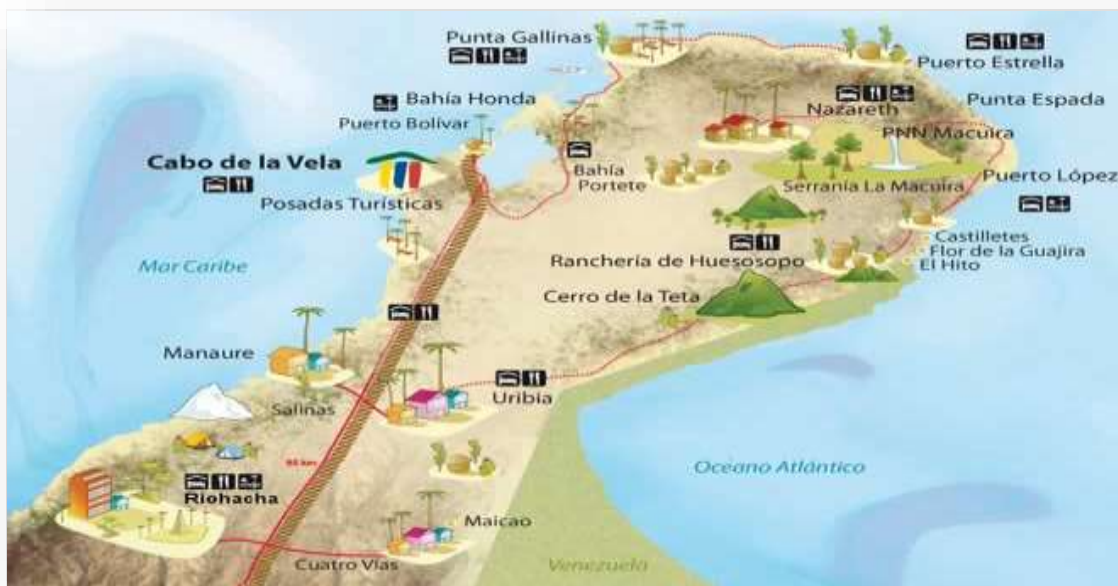 Punta Gallinas
Puerto Estrella
Bahía Honda
Puerto Bolívar
Nazareth
Punta Espada
PNN Macuira
Cabo de la Vela
Posadas Turísticas
Bahía
Portete
Serranía La Macuira
Puerto López
Castilletes
Flor de la Guajira
El Hito
Mar Caribe
Ranchería de Huesosopo
Cerro de la Teta
Manaure
Salinas
Uribia
Océano Atlántico
Riohacha
Maicao
Cuatro Vías
Venezuela